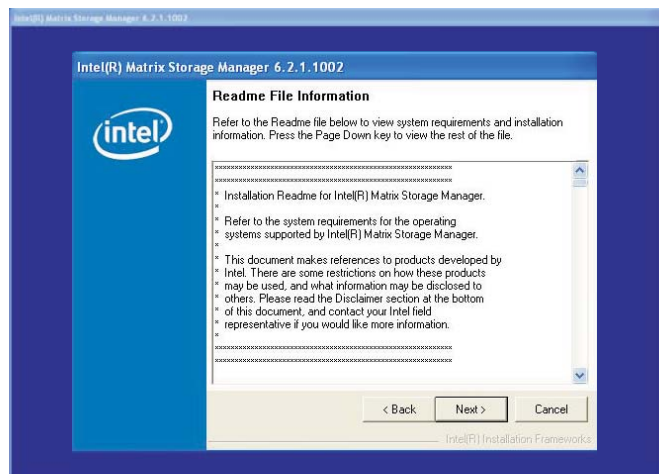 Intel(R) Matrix Storage Manager 6.2.1.1002
Intel(R) Matrix Storage Manager 6.2.1.1002
Readme File Information
Refer to the Readme file below to view system requirements and installation
information. Press the Page Down key to view the rest of the file.
intel
* Installation Readme for Intel(R) Matrix Storage Manager.
*
* Refer to the system requirements for the operating
* systems supported by Intel(R) Matrix Storage Manager.
*
* This document makes references to products developed by
* Intel. There are some restrictions on how these products
* may be used, and what information may be disclosed to
* others. Please read the Disclaimer section at the bottom
* of this document, and contact your Intel field
* representative if you would like more information.
*
< Back Next > Cancel
Intel(R) Installation Frameworks